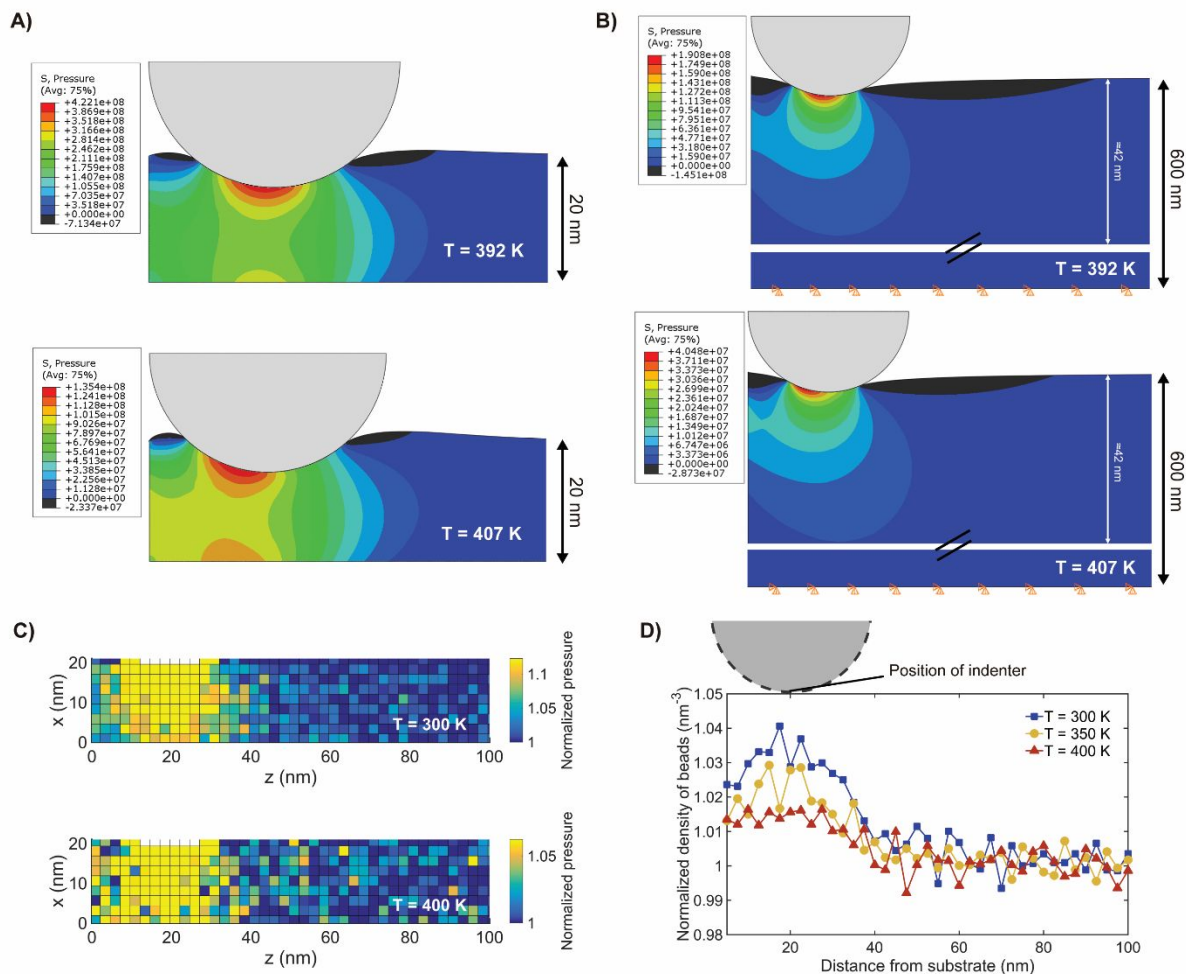 A)
S, Pressure
(Avg: 75%)
+4.221e+08
+3.869e+08
+3.518e+08
+3.166e+08
+2.814e+08
+2.462e+08
+2.111e+08
+1.759e+08
+1.407e+08
+1.055e+08
+7.035e+07
+3.518e+07
+0.000e+00
-7.134e+07
T = 392 K
20 nm
S, Pressure
(Avg: 75%)
+1.354e+08
+1.241e+08
+1.128e+08
+1.015e+08
+9.026e+07
+7.897e+07
+6.769e+07
+5.641e+07
+4.513e+07
+3.385e+07
+2.256e+07
+1.128e+07
+0.000e+00
-2.337e+07
T = 407 K
20 nm
B)
S, Pressure
(Avg: 75%)
+1.908e+08
+1.749e+08
+1.590e+08
+1.431e+08
+1.272e+08
+1.113e+08
+9.541e+07
+7.951e+07
+6.361e+07
+4.771e+07
+3.180e+07
+1.590e+07
+0.000e+00
-1.451e+08
≈42 nm
T = 392 K
600 nm
S, Pressure
(Avg: 75%)
+4.048e+07
+3.711e+07
+3.373e+07
+3.036e+07
+2.699e+07
+2.361e+07
+2.024e+07
+1.687e+07
+1.349e+07
+1.012e+07
+6.747e+06
+3.373e+06
+0.000e+00
-2.873e+07
≈42 nm
T = 407 K
600 nm
C)
x (nm)
20
10
0
T = 300 K
0 20 40 60 80 100
z (nm)
1.1
1.05
1
Normalized pressure
x (nm)
20
10
0
T = 400 K
0 20 40 60 80 100
z (nm)
1.05
1
Normalized pressure
D)
Position of indenter
Normalized density of beads (nm-3)
1.05
1.04
1.03
1.02
1.01
1
0.99
0.98
T = 300 K
T = 350 K
T = 400 K
20 40 60 80 100
Distance from substrate (nm)